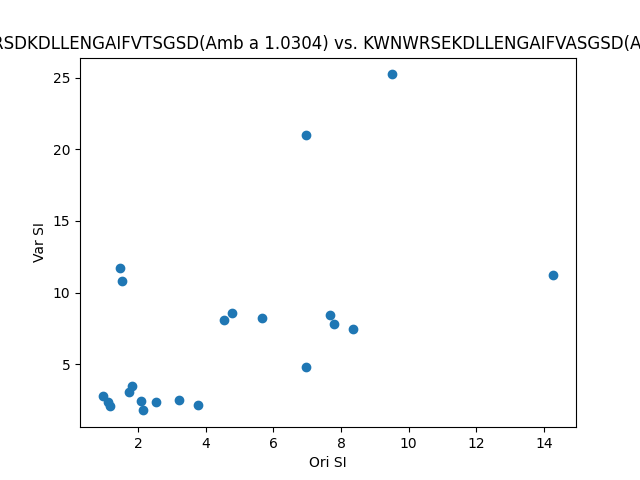 RSDKDLLENGAIFVTSGSD(Amb a 1.0304) vs. KWNWRSEKDLLENGAIFVASGSD(A
25
20
15
10
5
Var SI
2 4 6 8 10 12 14
Ori SI